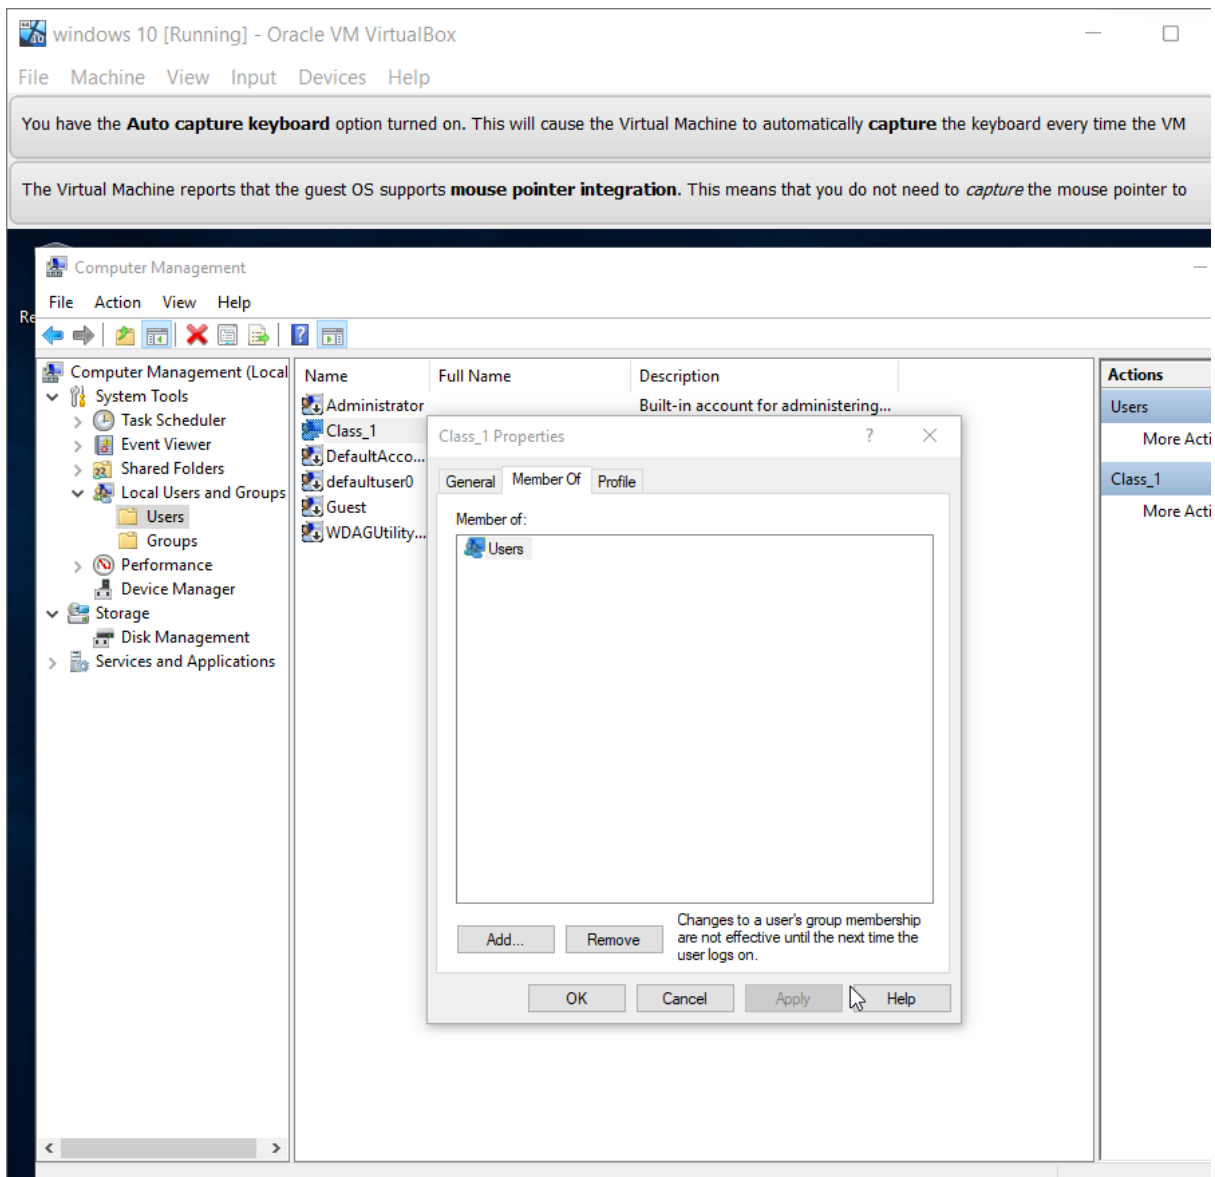 windows 10 [Running] - Oracle VM VirtualBox
File Machine View Input Devices Help
You have the Auto capture keyboard option turned on. This will cause the Virtual Machine to automatically capture the keyboard every time the VM
The Virtual Machine reports that the guest OS supports mouse pointer integration. This means that you do not need to capture the mouse pointer to
Computer Management
File Action View Help
Re
Computer Management (Local
System Tools
Task Scheduler
Event Viewer
Shared Folders
Local Users and Groups
Users
Groups
Performance
Device Manager
Storage
Disk Management
Services and Applications
Name Full Name Description
Administrator Built-in account for administering...
Class_1
DefaultAcco...
defaultuser0
Guest
WDAGUtility...
Class_1 Properties
General Member Of Profile
Member of:
Users
Add... Remove
Changes to a user's group membership
are not effective until the next time the
user logs on.
OK Cancel Apply Help
Actions
Users
More Acti
Class_1
More Acti